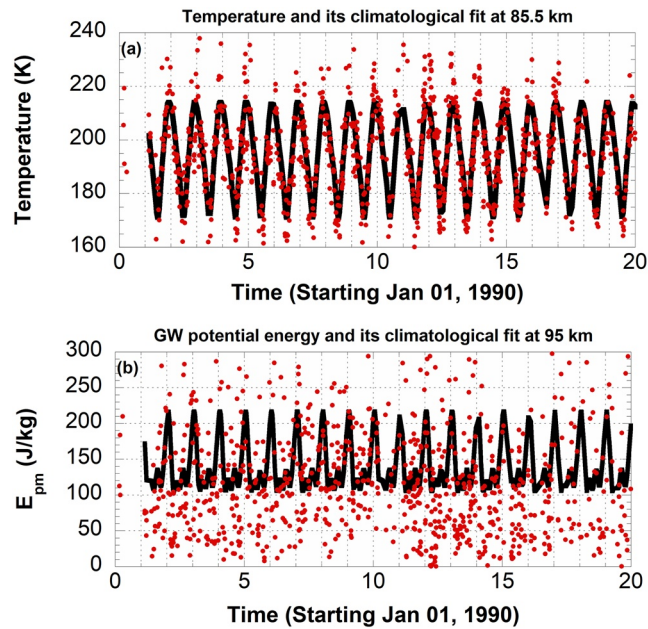 Temperature and its climatological fit at 85.5 km
(a)
Temperature (K)
240
220
200
180
160
0
5
10
15
20
Time (Starting Jan 01, 1990)
GW potential energy and its climatological fit at 95 km
(b)
E_pm (J/kg)
300
250
200
150
100
50
0
0
5
10
15
20
Time (Starting Jan 01, 1990)